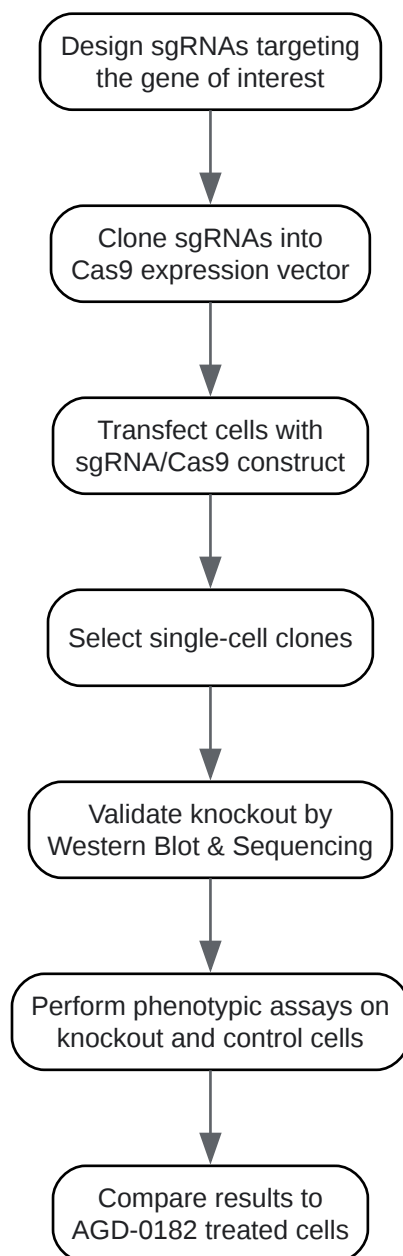 Design sgRNAs targeting
the gene of interest
Clone sgRNAs into
Cas9 expression vector
Transfect cells with
sgRNA/Cas9 construct
Select single-cell clones
Validate knockout by
Western Blot & Sequencing
Perform phenotypic assays on
knockout and control cells
Compare results to
AGD-0182 treated cells